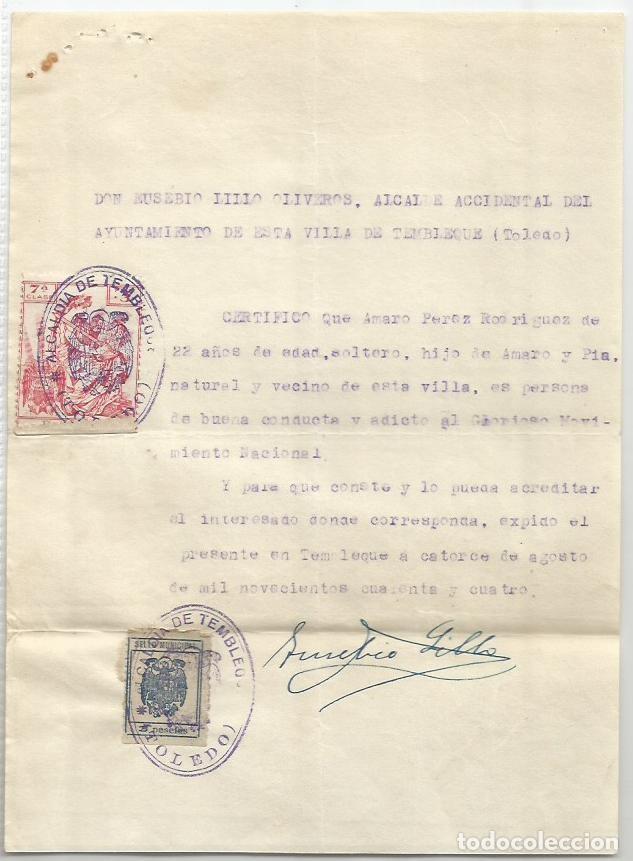 DON EUSEBIO LILLO OLIVEROS, ALCALDE ACCIDENTAL DEL
AYUNTAMIENTO DE ESTA VILLA DE TEMBLEQUE (Toledo)
7ª
CLASE
* ALCALDIA DE TEMBLEQUE
CERTIFICO Que Amaro Perez Rodriguez de
22 años de edad, soltero, hijo de Amaro y Pia,
natural y vecino de esta villa, es persona
de buena conducta y adicto al Glorioso Movi-
miento Nacional.
Y para que conste y lo pueda acreditar
el interesado donde corresponda, expido el
presente en Tembleque a catorce de agosto
de mil novecientos cuarenta y cuatro.
* ALCALDIA DE TEMBLEQUE (TOLEDO)
SELLO MUNICIPAL
pesetas
Eusebio Lillo
todocoleccion
todocoleccion.net